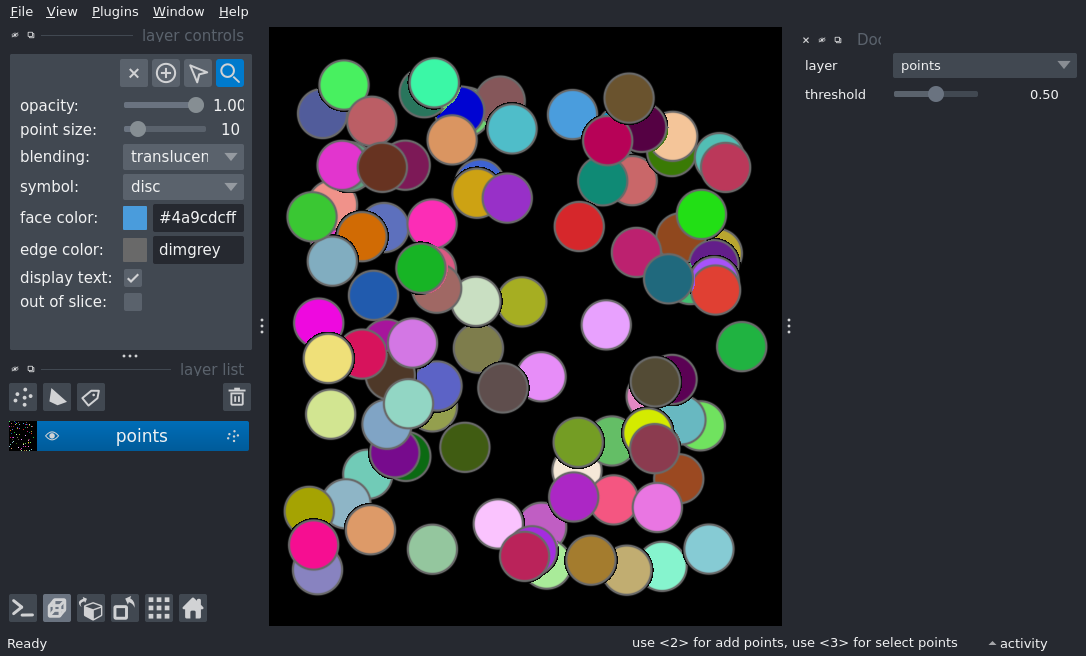 File View Plugins Window Help
layer controls
opacity: 1.00
point size: 10
blending: translucen
symbol: disc
face color: #4a9cdcff
edge color: dimgrey
display text:
out of slice:
layer list
points
Doc
layer points
threshold 0.50
Ready
use <2> for add points, use <3> for select points
activity